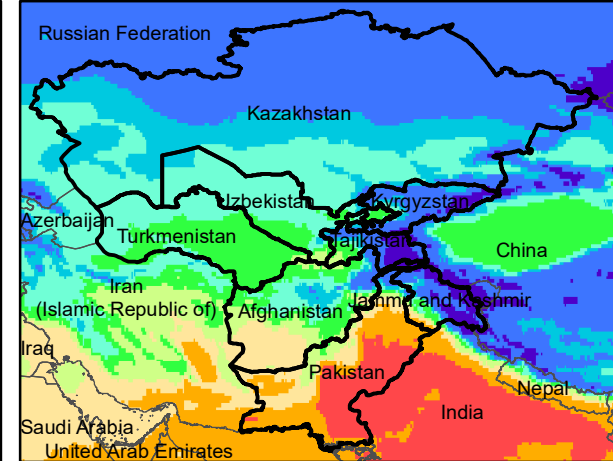 Russian Federation
Kazakhstan
Uzbekistan
Kyrgyzstan
Azerbaijan
Turkmenistan
Tajikistan
China
Iran
(Islamic Republic of)
Afghanistan
Jammu and Kashmir
Iraq
Pakistan
Nepal
India
Saudi Arabia
United Arab Emirates